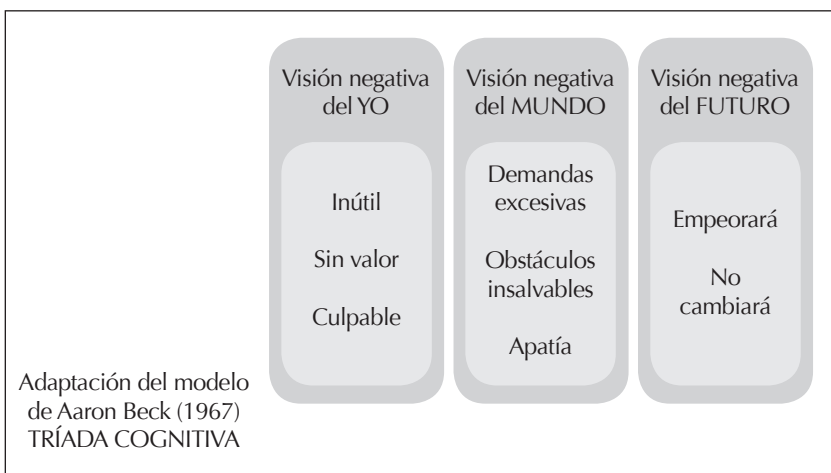 Visión negativa
del YO
Inútil
Sin valor
Culpable
Visión negativa
del MUNDO
Demandas
excesivas
Obstáculos
insalvables
Apatía
Visión negativa
del FUTURO
Empeorará
No
cambiará
Adaptación del modelo
de Aaron Beck (1967)
TRÍADA COGNITIVA